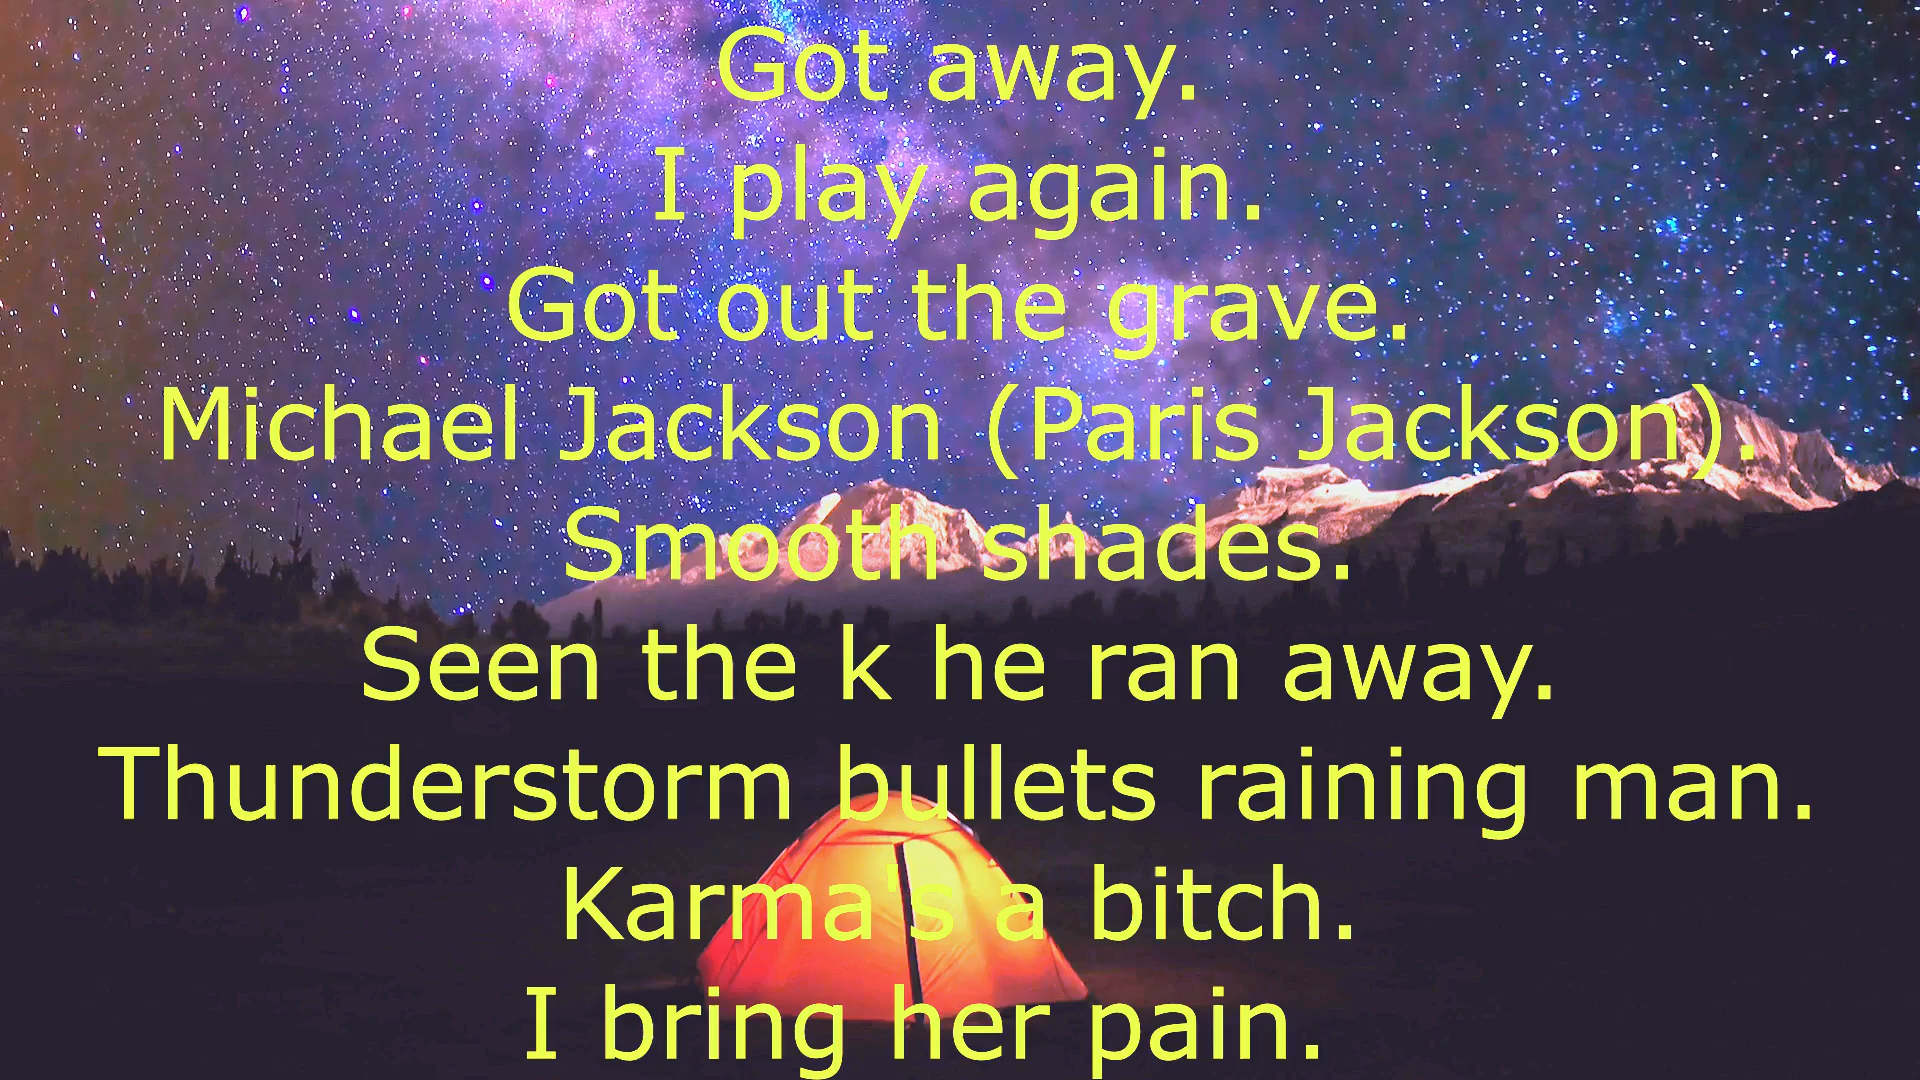 Got away.
I play again.
Got out the grave.
Michael Jackson (Paris Jackson).
Smooth shades.
Seen the k he ran away.
Thunderstorm bullets raining man.
Karma's a bitch.
I bring her pain.